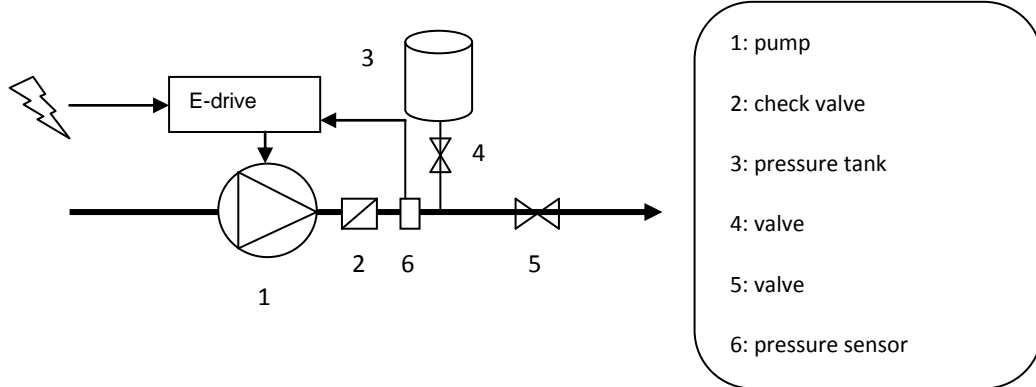 E-drive
3
4
2
6
5
1
1: pump
2: check valve
3: pressure tank
4: valve
5: valve
6: pressure sensor